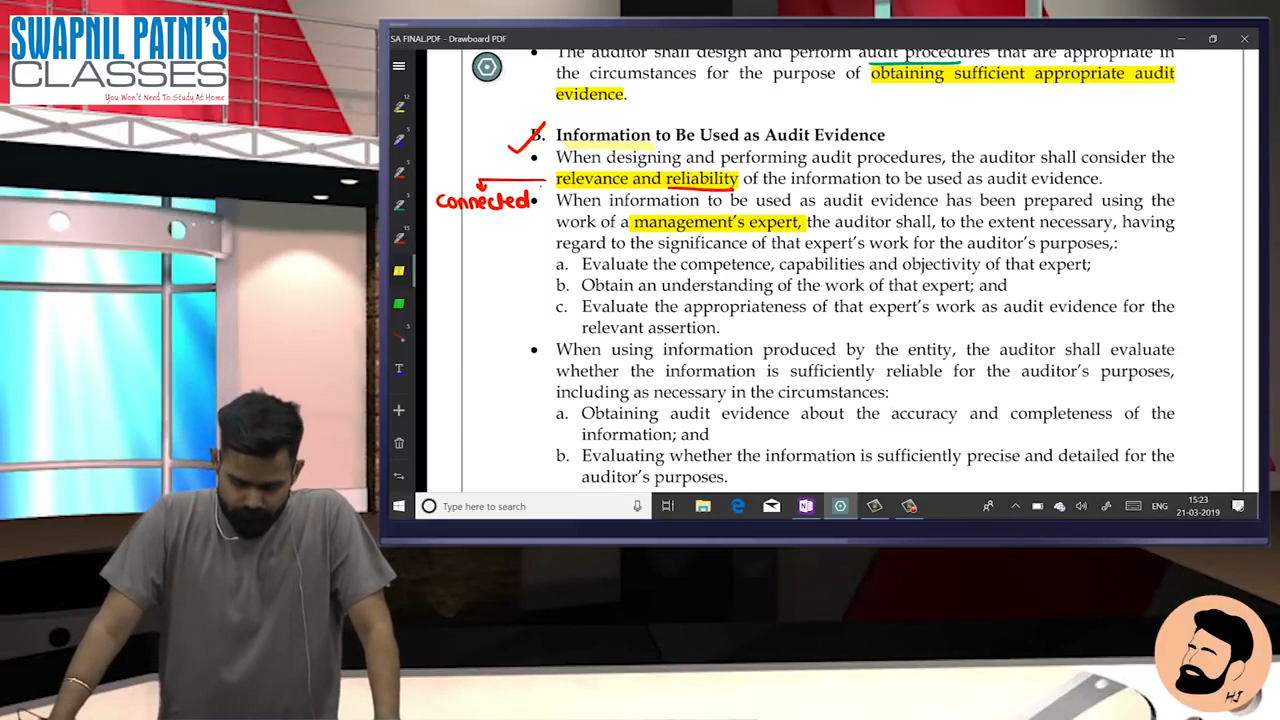 SWAPNIL PATNI'S
CLASSES
You Won't Need To Study At Home
SA FINAL.PDF - Drawboard PDF
• The auditor shall design and perform audit procedures that are appropriate in
the circumstances for the purpose of obtaining sufficient appropriate audit
evidence.
B. Information to Be Used as Audit Evidence
• When designing and performing audit procedures, the auditor shall consider the
relevance and reliability of the information to be used as audit evidence.
connected
• When information to be used as audit evidence has been prepared using the
work of a management's expert, the auditor shall, to the extent necessary, having
regard to the significance of that expert's work for the auditor's purposes,:
a. Evaluate the competence, capabilities and objectivity of that expert;
b. Obtain an understanding of the work of that expert; and
c. Evaluate the appropriateness of that expert's work as audit evidence for the
relevant assertion.
• When using information produced by the entity, the auditor shall evaluate
whether the information is sufficiently reliable for the auditor's purposes,
including as necessary in the circumstances:
a. Obtaining audit evidence about the accuracy and completeness of the
information; and
b. Evaluating whether the information is sufficiently precise and detailed for the
auditor's purposes.
Type here to search
ENG
15:23
21-03-2019
HJ